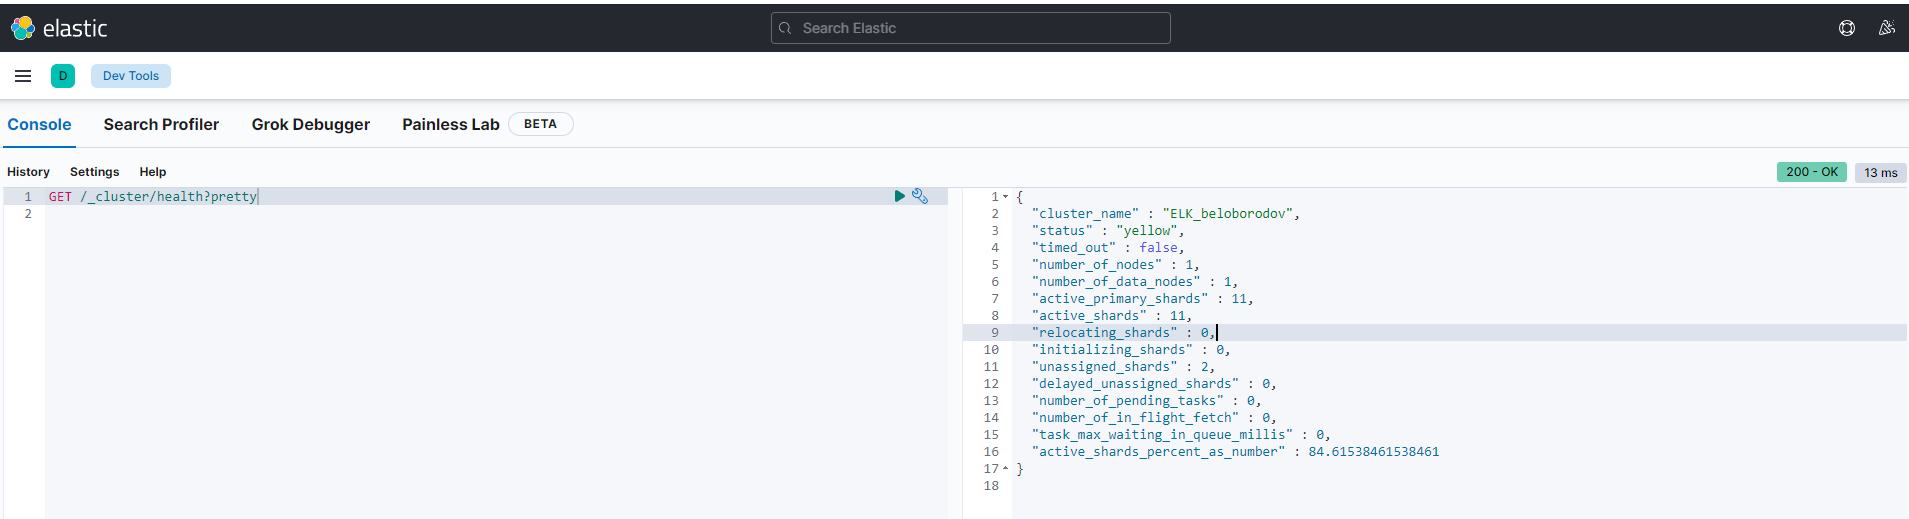 elastic
Search Elastic
D
Dev Tools
Console Search Profiler Grok Debugger Painless Lab BETA
History Settings Help
200 - OK 13 ms
1 GET /_cluster/health?pretty
2
1 {
2 "cluster_name" : "ELK_beloborodov",
3 "status" : "yellow",
4 "timed_out" : false,
5 "number_of_nodes" : 1,
6 "number_of_data_nodes" : 1,
7 "active_primary_shards" : 11,
8 "active_shards" : 11,
9 "relocating_shards" : 0,
10 "initializing_shards" : 0,
11 "unassigned_shards" : 2,
12 "delayed_unassigned_shards" : 0,
13 "number_of_pending_tasks" : 0,
14 "number_of_in_flight_fetch" : 0,
15 "task_max_waiting_in_queue_millis" : 0,
16 "active_shards_percent_as_number" : 84.61538461538461
17 }
18